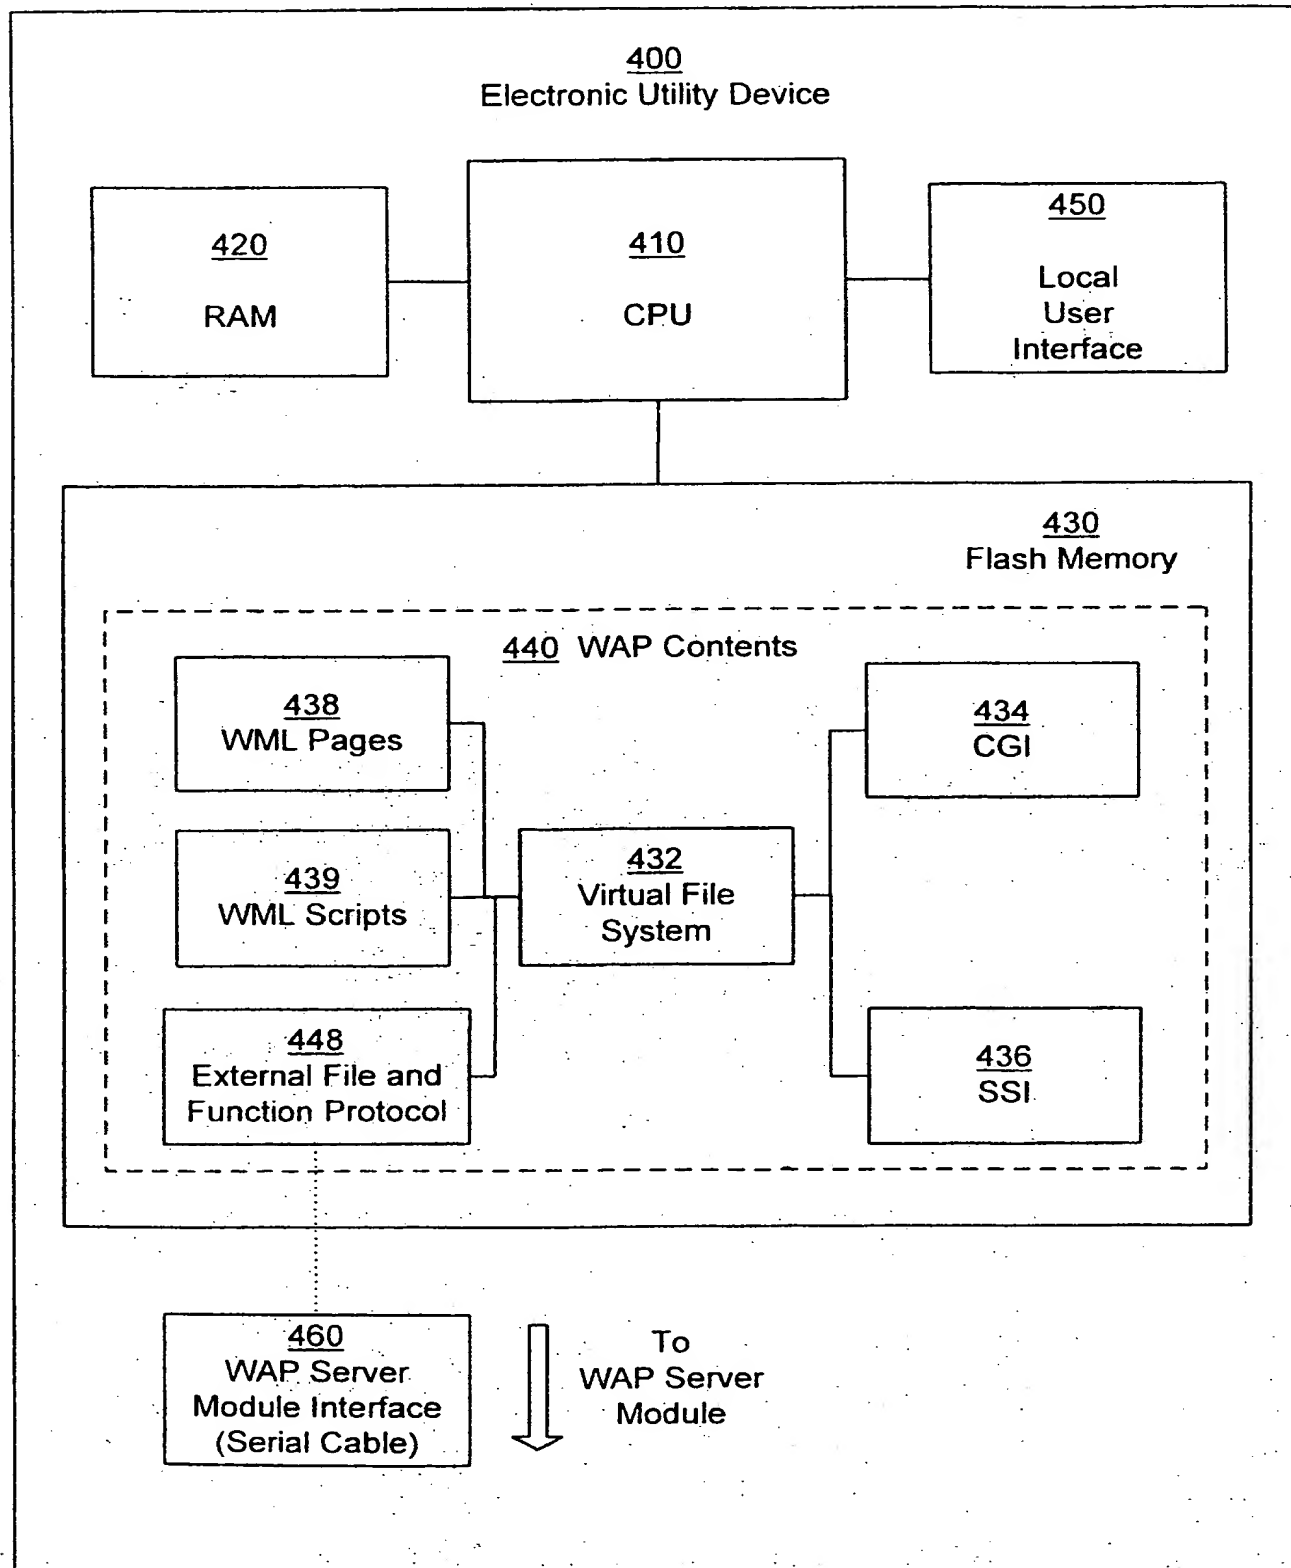 400
Electronic Utility Device
420
RAM
410
CPU
450
Local
User
Interface
430
Flash Memory
440 WAP Contents
438
WML Pages
434
CGI
439
WML Scripts
432
Virtual File
System
448
External File and
Function Protocol
436
SSI
460
WAP Server
Module Interface
(Serial Cable)
To
WAP Server
Module